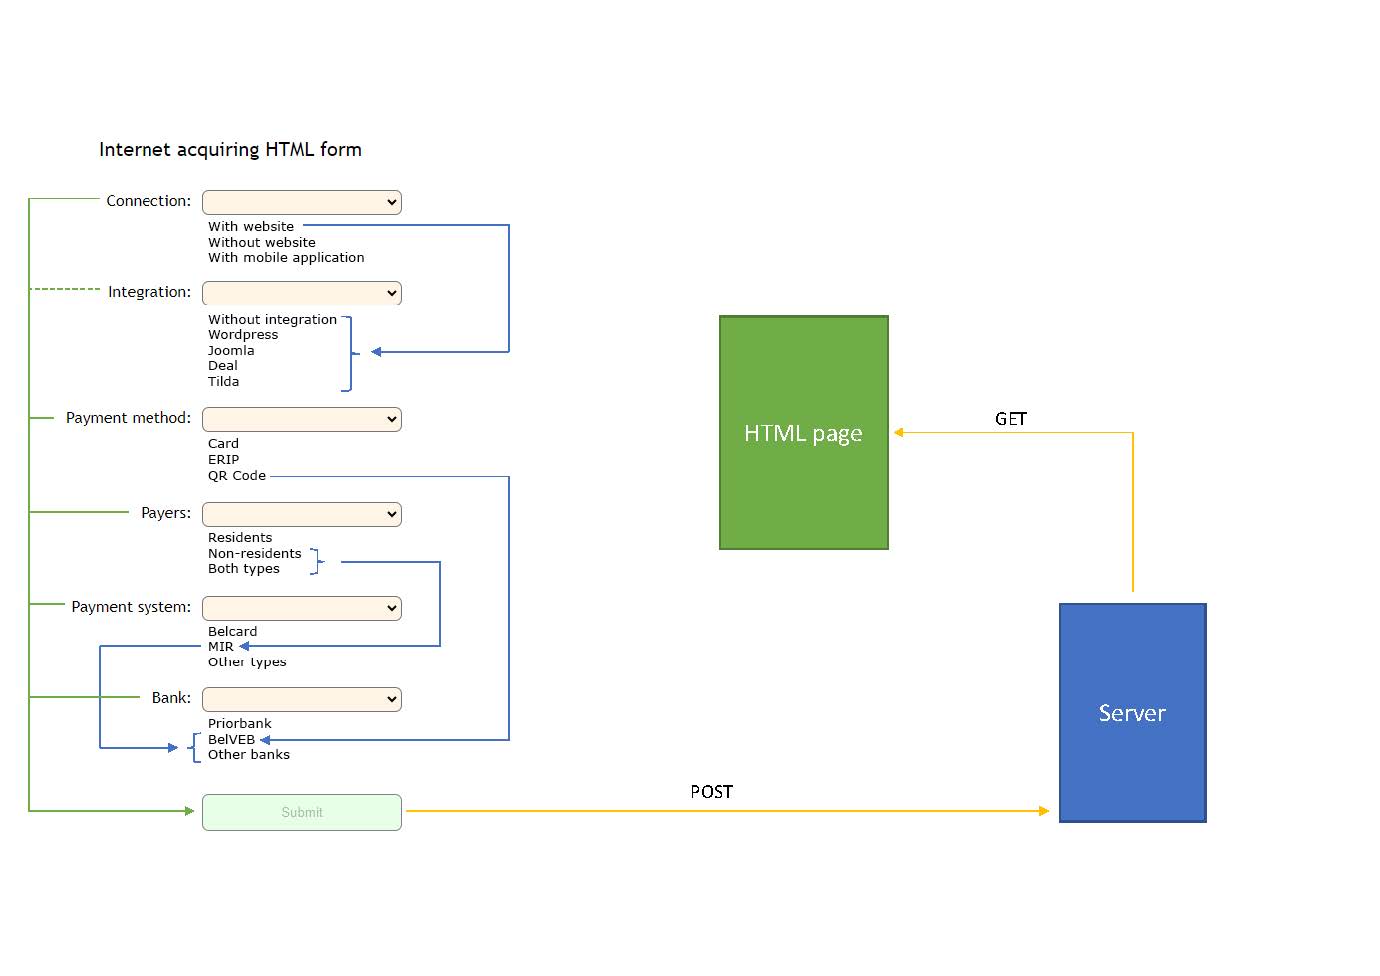 Internet acquiring HTML form
Connection:
With website
Without website
With mobile application
Integration:
Without integration
Wordpress
Joomla
Deal
Tilda
Payment method:
Card
ERIP
QR Code
Payers:
Residents
Non-residents
Both types
Payment system:
Belcard
MIR
Other types
Bank:
Priorbank
BelVEB
Other banks
Submit
POST
HTML page
GET
Server